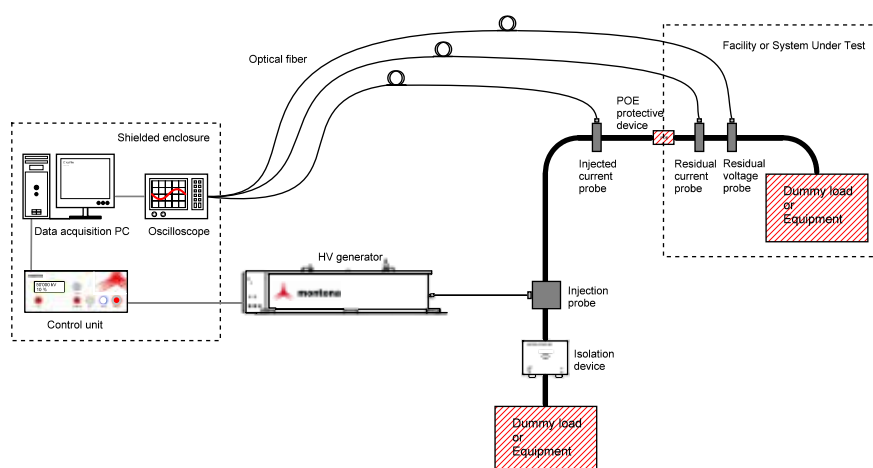 Facility or System Under Test
Optical fiber
POE
protective
device
Shielded enclosure
Injected
current
probe
Residual
current
probe
Residual
voltage
probe
Dummy load
or
Equipment
Data acquisition PC
Oscilloscope
HV generator
montena
Injection
probe
Control unit
Isolation
device
Dummy load
or
Equipment